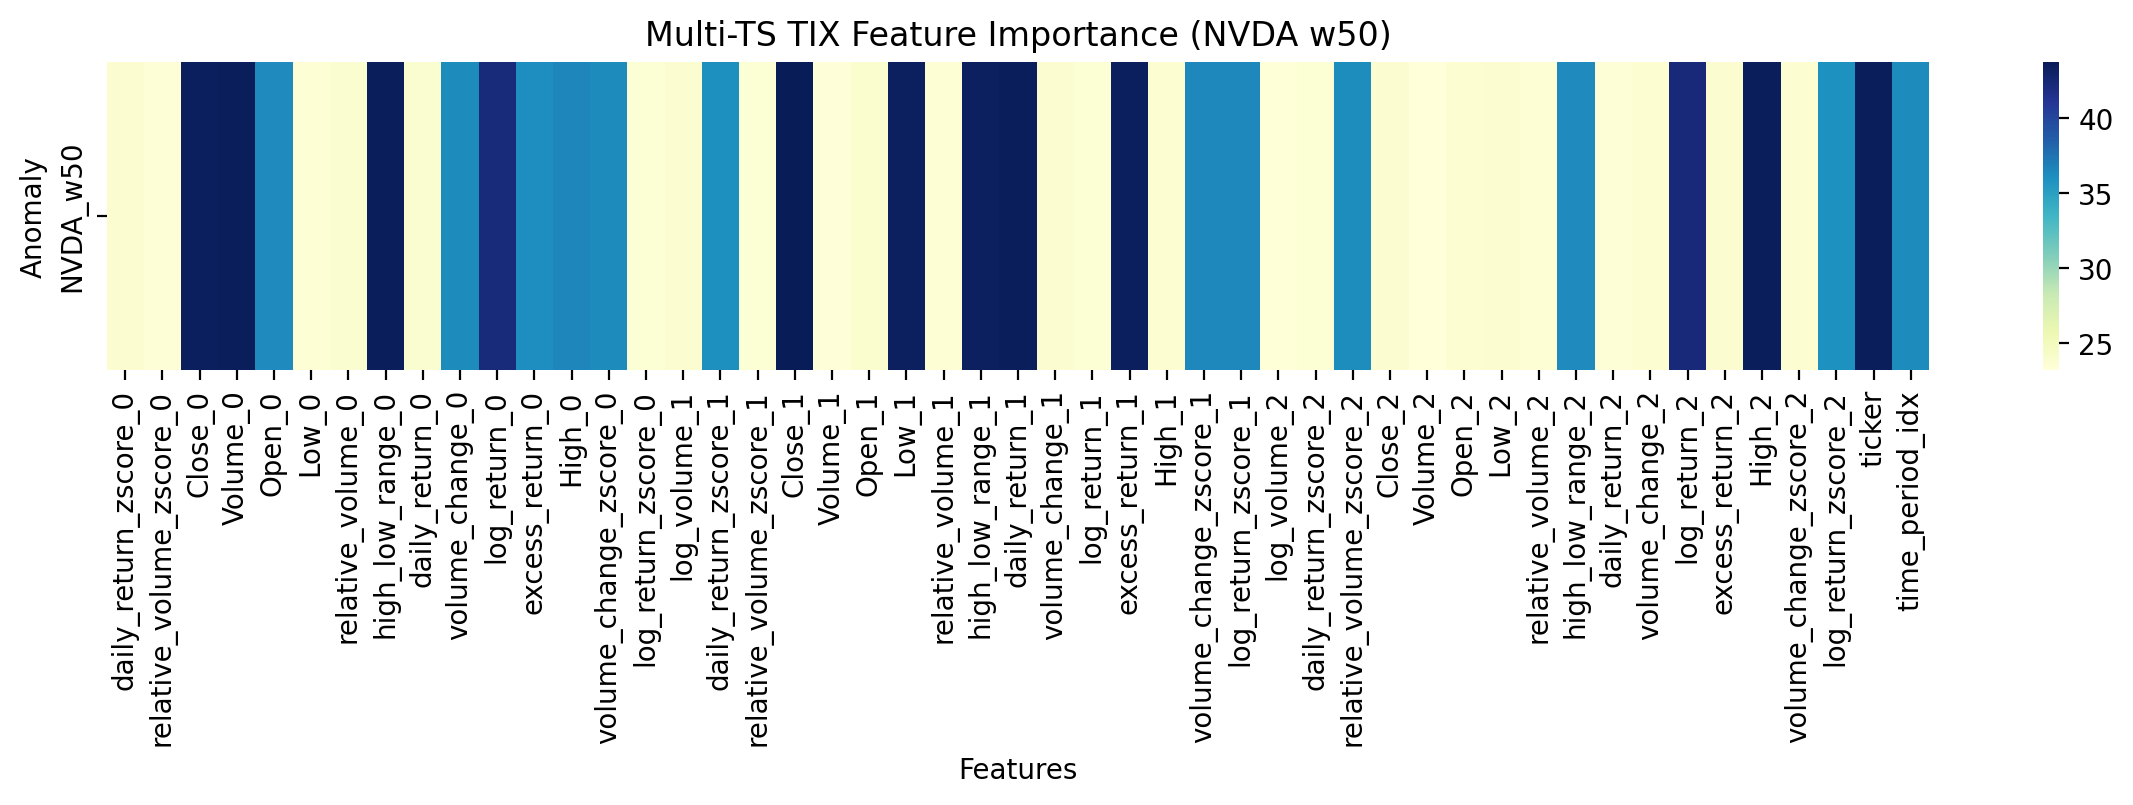 Multi-TS TIX Feature Importance (NVDA w50)
Anomaly
NVDA_w50
40
35
30
25
daily_return_zscore_0
relative_volume_zscore_0
Close_0
Volume_0
Open_0
Low_0
relative_volume_0
high_low_range_0
daily_return_0
volume_change_0
log_return_0
excess_return_0
High_0
volume_change_zscore_0
log_return_zscore_0
log_volume_1
daily_return_zscore_1
relative_volume_zscore_1
Close_1
Volume_1
Open_1
Low_1
relative_volume_1
high_low_range_1
daily_return_1
volume_change_1
log_return_1
excess_return_1
High_1
volume_change_zscore_1
log_return_zscore_1
log_volume_2
daily_return_zscore_2
relative_volume_zscore_2
Close_2
Volume_2
Open_2
Low_2
relative_volume_2
high_low_range_2
daily_return_2
volume_change_2
log_return_2
excess_return_2
High_2
volume_change_zscore_2
log_return_zscore_2
ticker
time_period_idx
Features